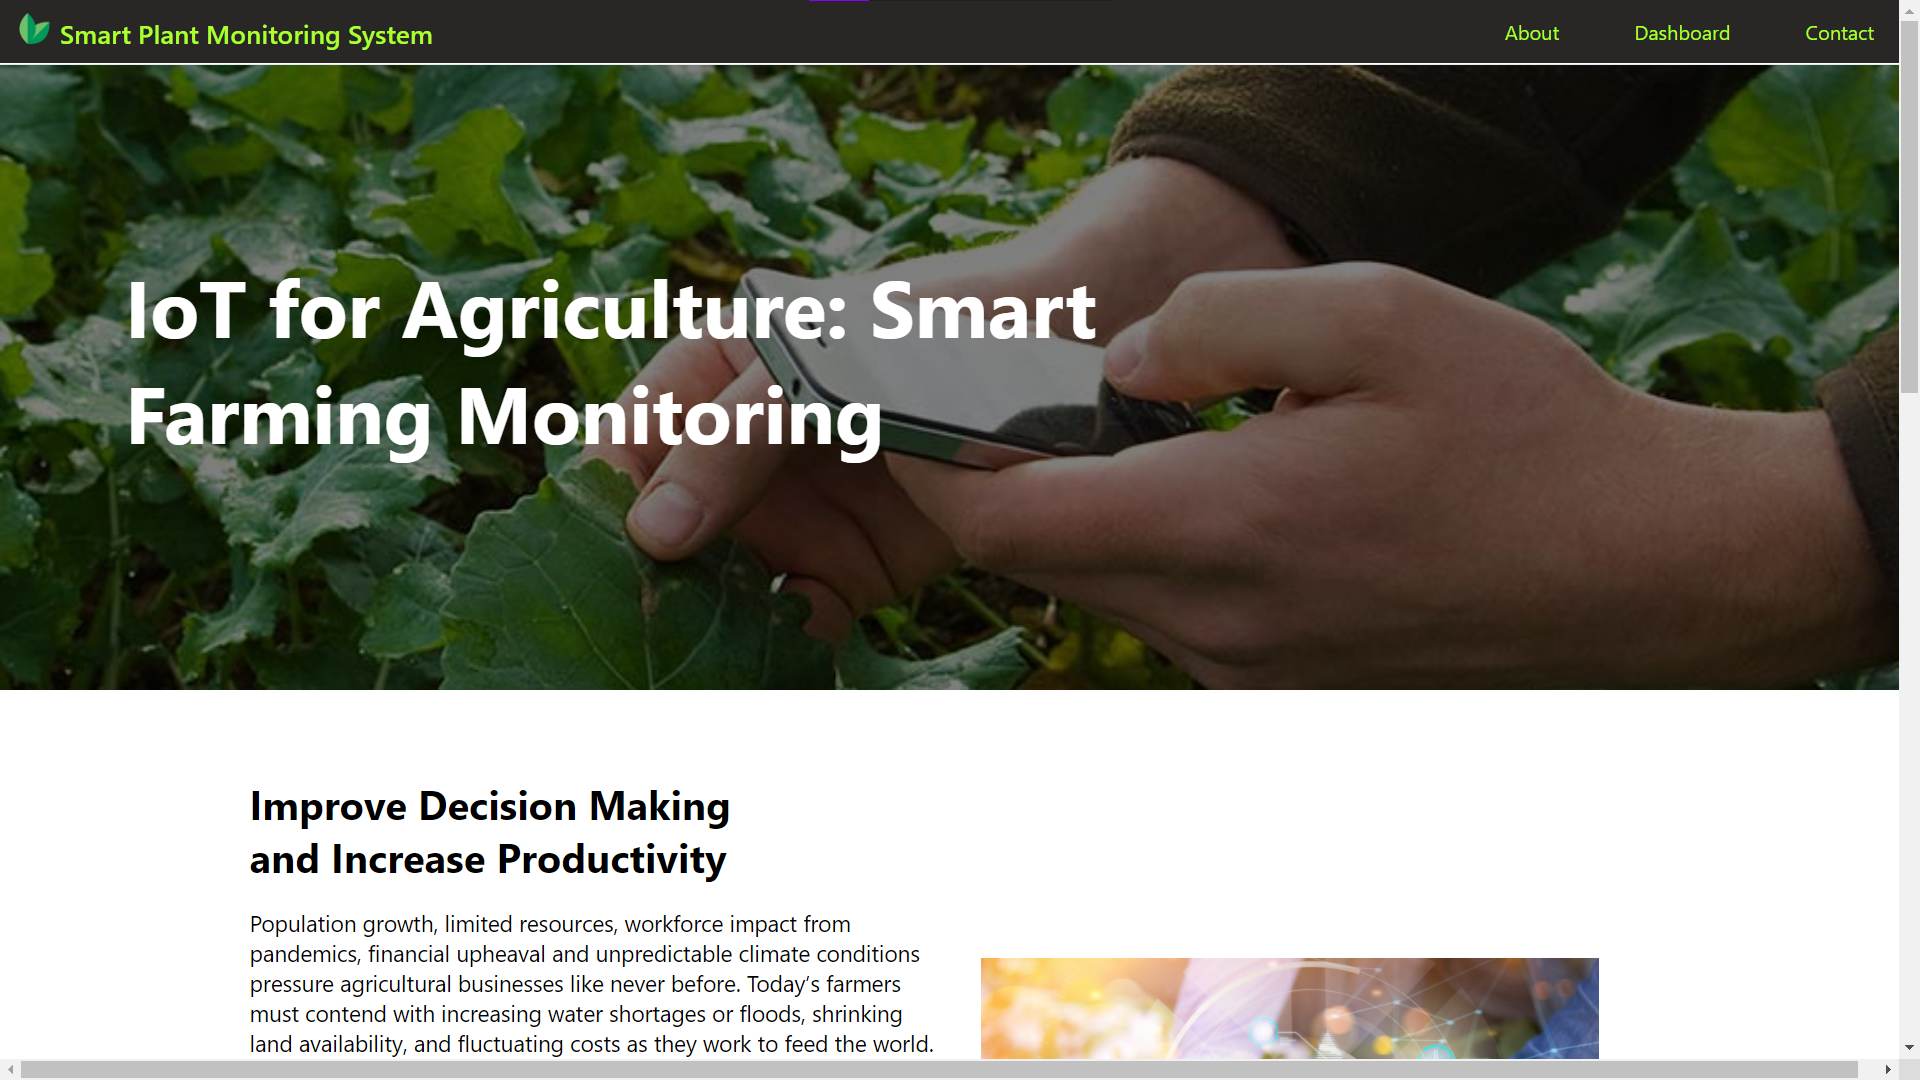 Smart Plant Monitoring System
About
Dashboard
Contact
IoT for Agriculture: Smart
Farming Monitoring
Improve Decision Making
and Increase Productivity
Population growth, limited resources, workforce impact from
pandemics, financial upheaval and unpredictable climate conditions
pressure agricultural businesses like never before. Today’s farmers
must contend with increasing water shortages or floods, shrinking
land availability, and fluctuating costs as they work to feed the world.